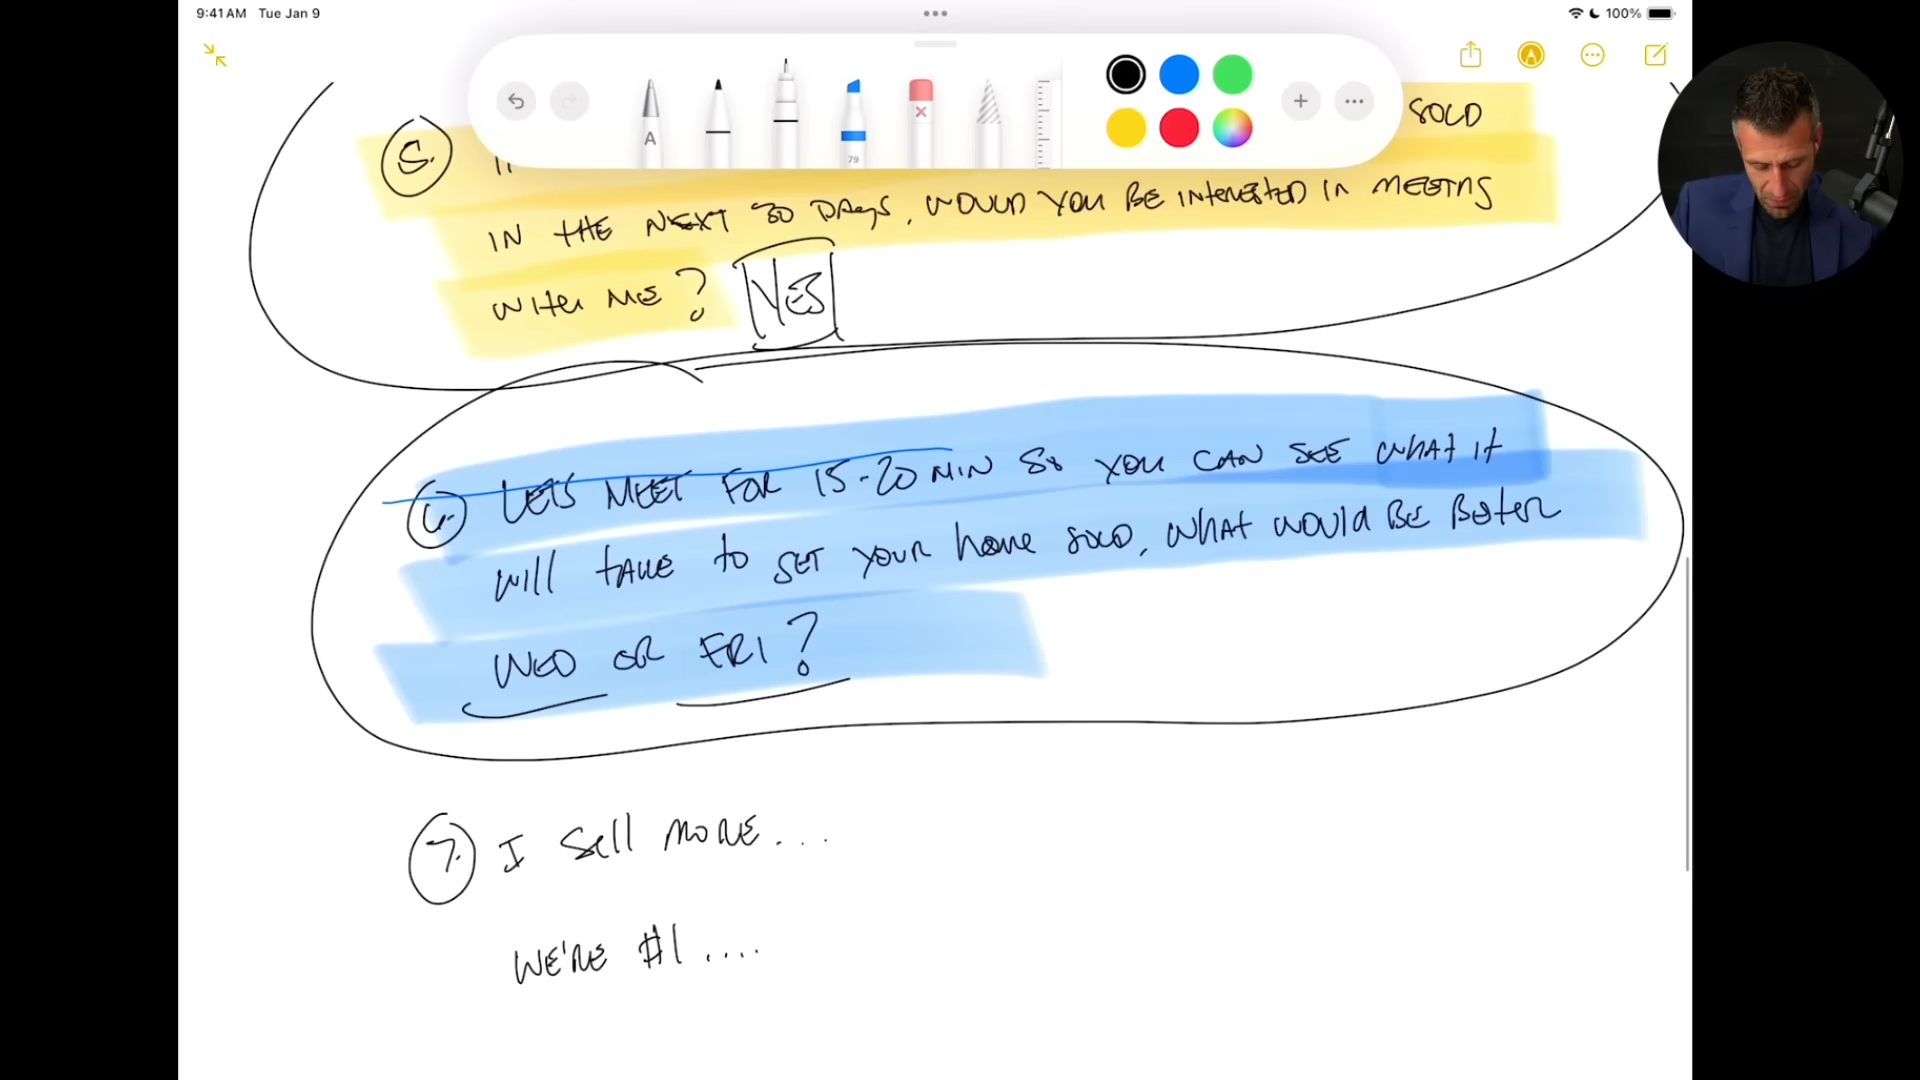 9:41 AM Tue Jan 9
100%
A
79
5.
SOLD
IN THE NEXT 30 DAYS, WOULD YOU BE INTERESTED IN MEETNG
WITH ME? YES
6. LETS MEET FOR 15-20 MIN SO YOU CAN SEE WHAT IT
WILL TAKE TO GET YOUR HOME SOLD, WHAT WOULD BE BETTER
WED OR FRI?
7. I SELL MORE...
WE'RE #1....